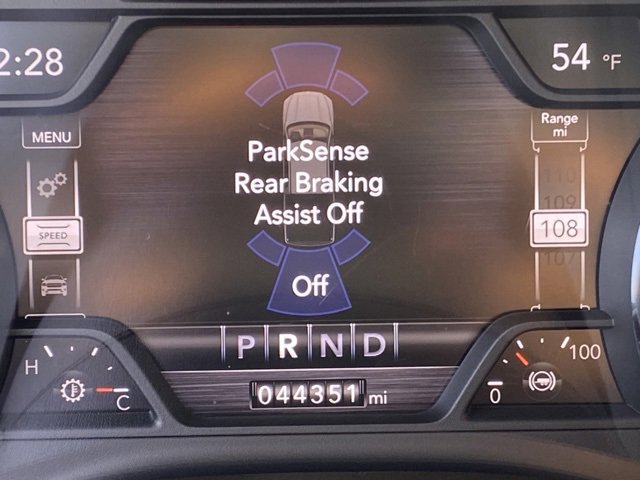 2:28
54 °F
MENU
Range
mi
ParkSense
Rear Braking
Assist Off
110
109
SPEED
108
107
Off
P R N D
H
C
044351 mi
0
100